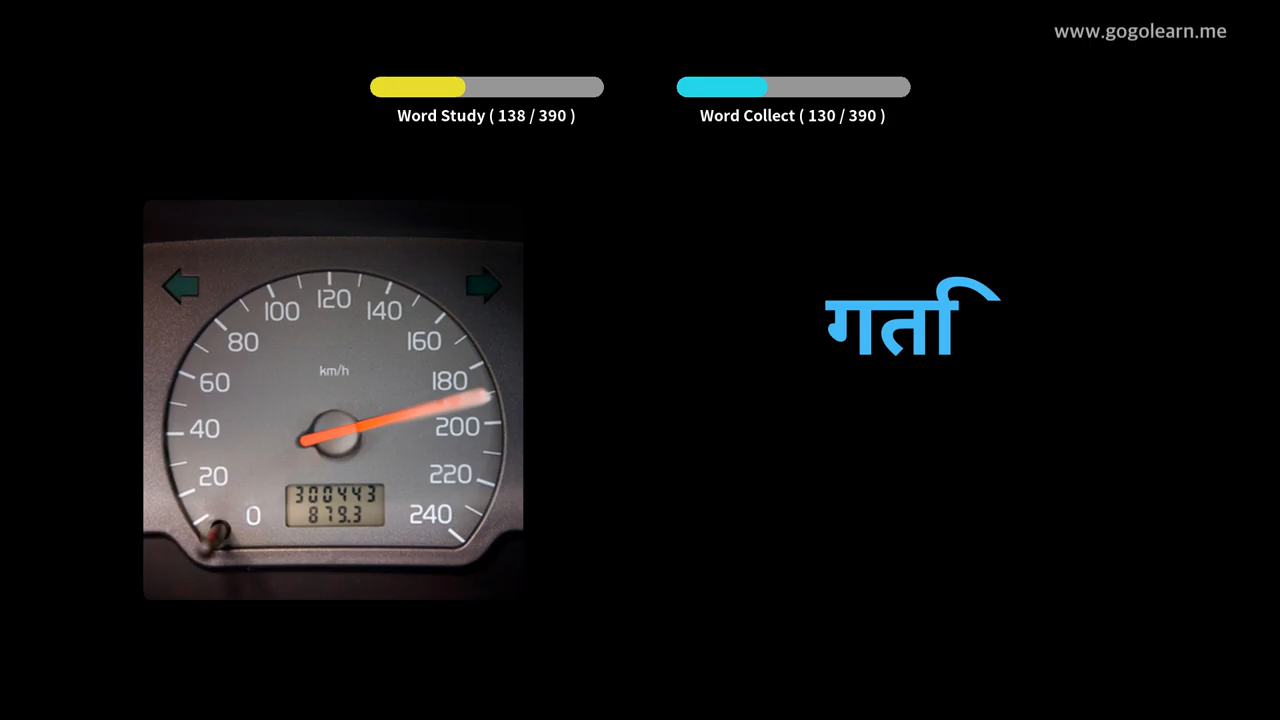 www.gogolearn.me
Word Study ( 138 / 390 )
Word Collect ( 130 / 390 )
गति
120
100 140
80 160
km/h
60 180
40 200
20 220
300443
0 879.3 240